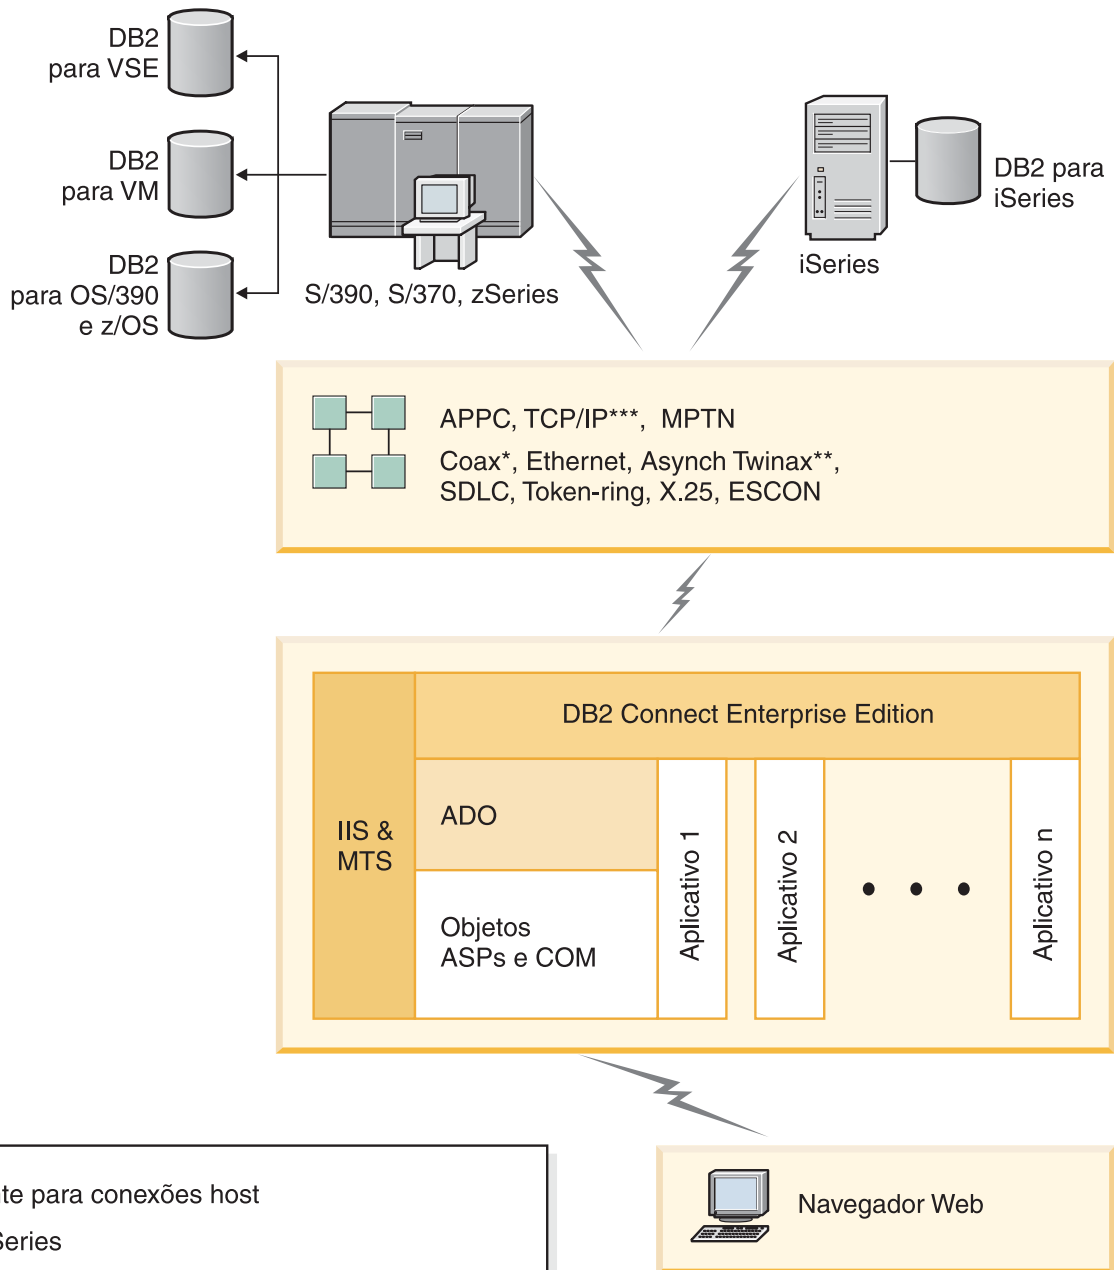 DB2
para VSE
DB2
para VM
DB2
para OS/390
e z/OS
S/390, S/370, zSeries
iSeries
DB2 para
iSeries
APPC, TCP/IP***, MPTN
Coax*, Ethernet, Asynch Twinax**,
SDLC, Token-ring, X.25, ESCON
DB2 Connect Enterprise Edition
IIS &
MTS
ADO
Objetos
ASPs e COM
Aplicativo 1
Aplicativo 2
Aplicativo n
para conexões host
Navegador Web